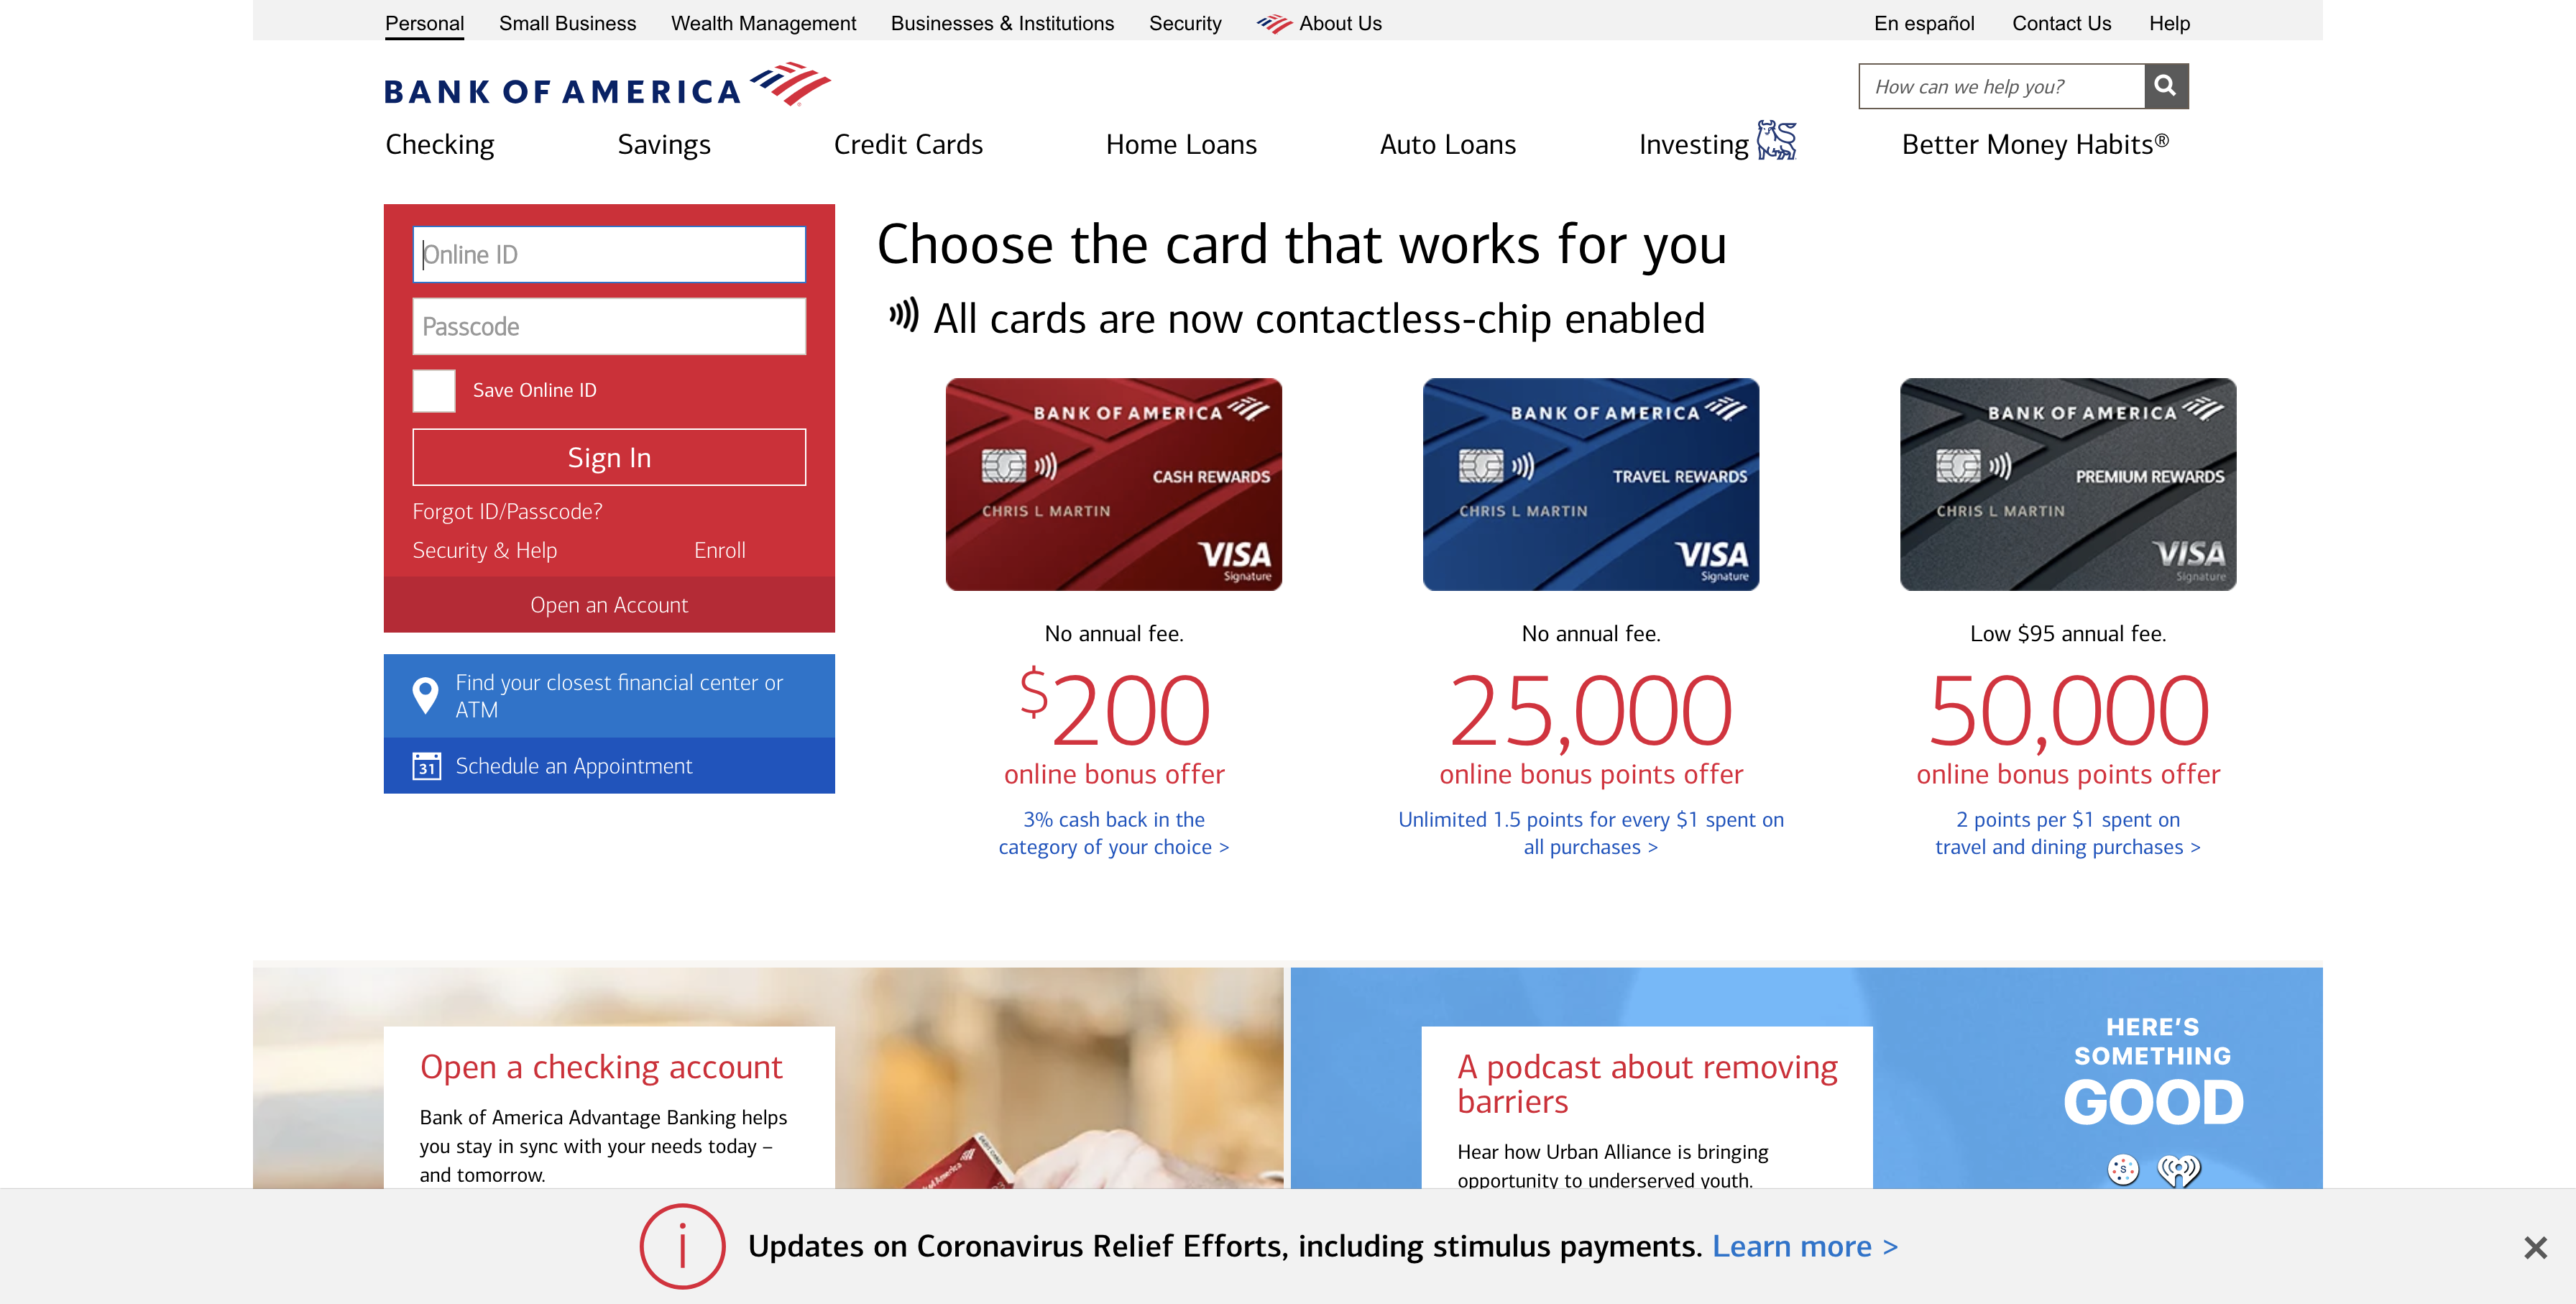 Personal Small Business Wealth Management Businesses & Institutions Security About Us En español Contact Us Help
BANK OF AMERICA
How can we help you?
Checking Savings Credit Cards Home Loans Auto Loans Investing Better Money Habits®
Online ID
Passcode
Save Online ID
Sign In
Forgot ID/Passcode?
Security & Help Enroll
Open an Account
Find your closest financial center or
ATM
31
Schedule an Appointment
Choose the card that works for you
All cards are now contactless-chip enabled
BANK OF AMERICA
CASH REWARDS
CHRIS L MARTIN
VISA
Signature
No annual fee.
$200
online bonus offer
3% cash back in the
category of your choice >
BANK OF AMERICA
TRAVEL REWARDS
CHRIS L MARTIN
VISA
Signature
No annual fee.
25,000
online bonus points offer
Unlimited 1.5 points for every $1 spent on
all purchases >
BANK OF AMERICA
PREMIUM REWARDS
CHRIS L MARTIN
VISA
Signature
Low $95 annual fee.
50,000
online bonus points offer
2 points per $1 spent on
travel and dining purchases >
Open a checking account
Bank of America Advantage Banking helps
you stay in sync with your needs today –
and tomorrow.
A podcast about removing
barriers
Hear how Urban Alliance is bringing
opportunity to underserved youth.
HERE'S
SOMETHING
GOOD
S
Updates on Coronavirus Relief Efforts, including stimulus payments. Learn more >